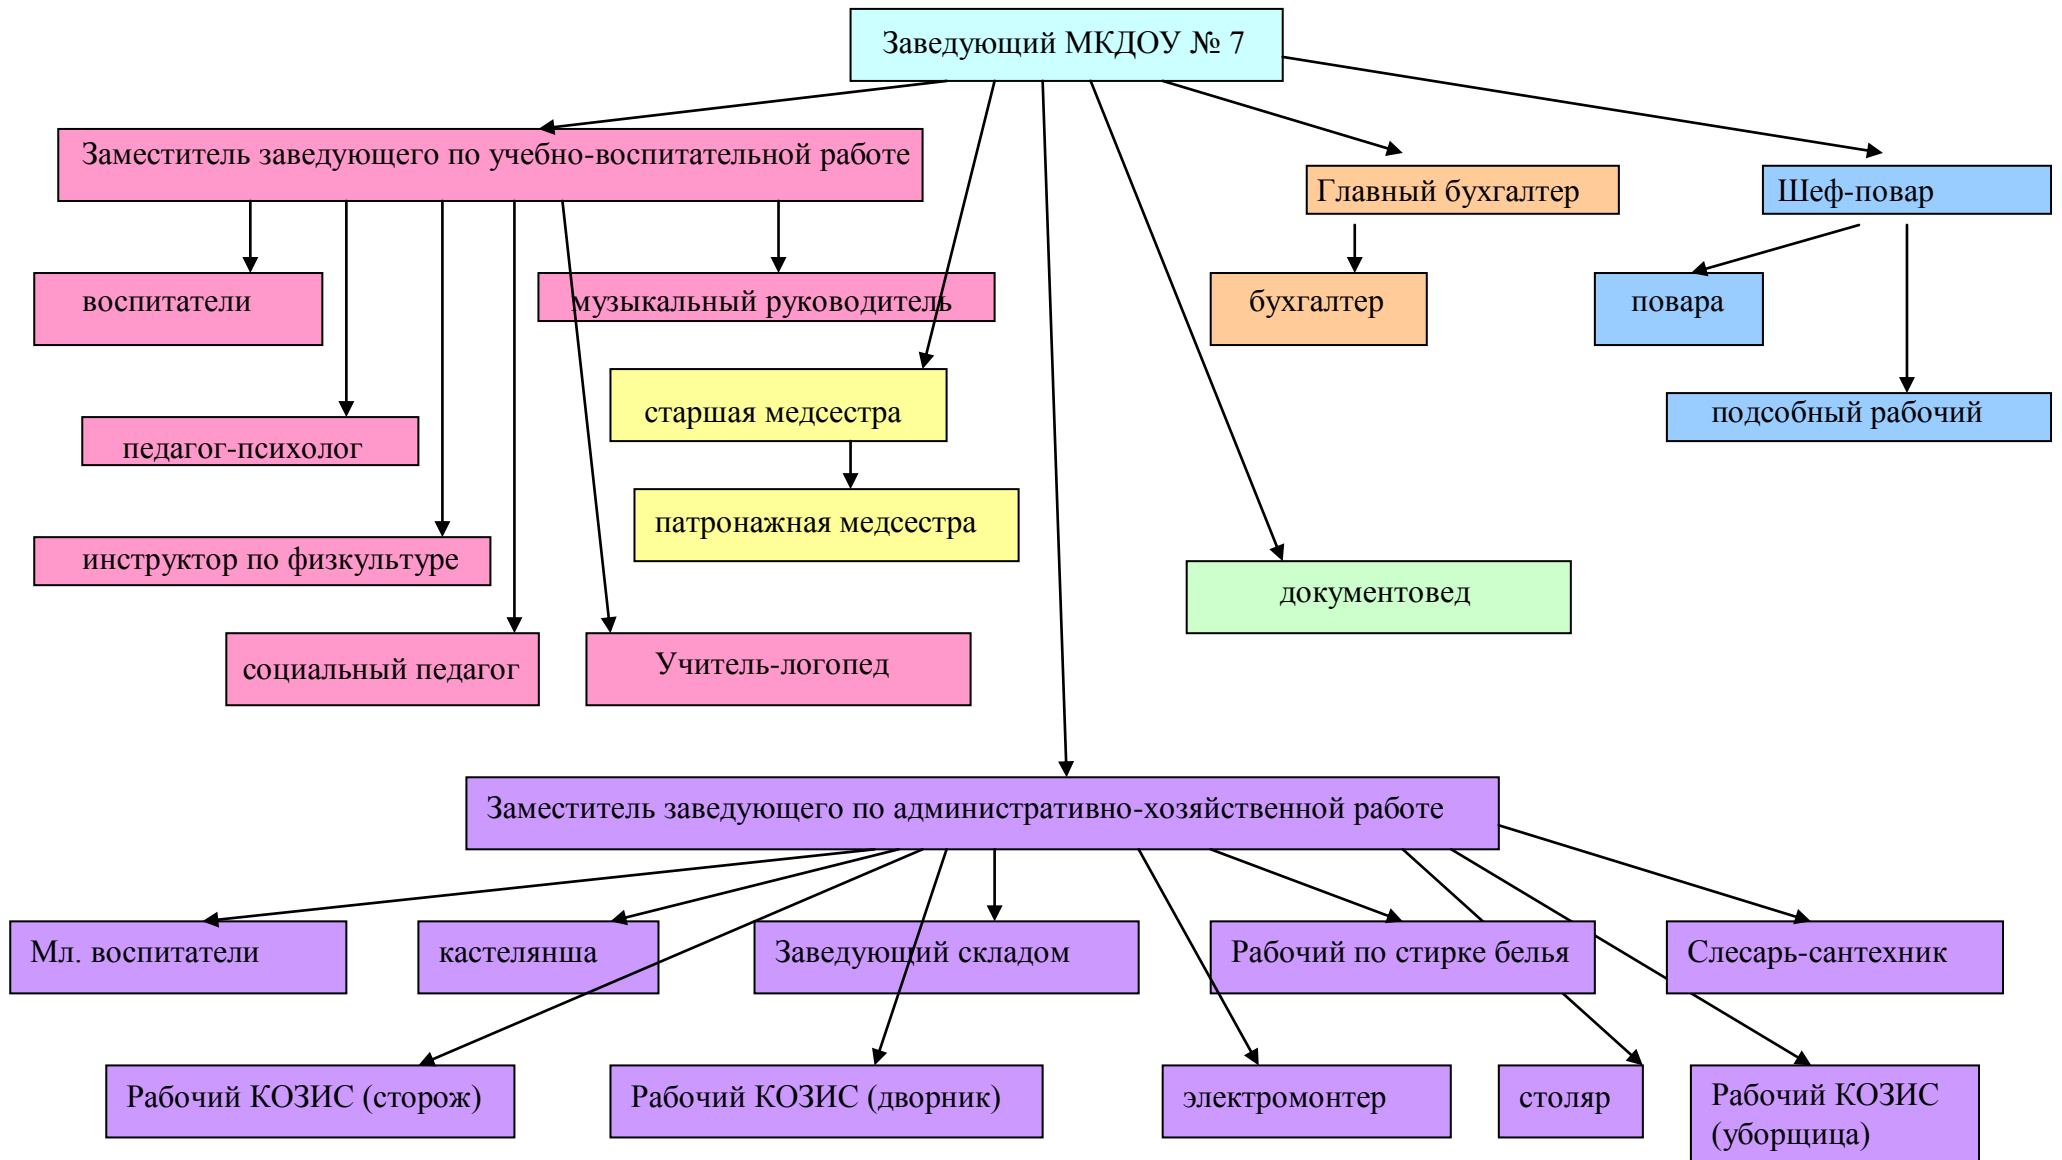 Заведующий МКДОУ № 7
Заместитель заведующего по учебно-воспитательной работе
Главный бухгалтер
Шеф-повар
воспитатели
музыкальный руководитель
бухгалтер
повара
старшая медсестра
подсобный рабочий
педагог-психолог
патронажная медсестра
инструктор по физкультуре
документовед
социальный педагог
Учитель-логопед
Заместитель заведующего по административно-хозяйственной работе
Мл. воспитатели
кастелянша
Заведующий складом
Рабочий по стирке белья
Слесарь-сантехник
Рабочий КОЗИС (сторож)
Рабочий КОЗИС (дворник)
электромонтер
столяр
Рабочий КОЗИС
(уборщица)